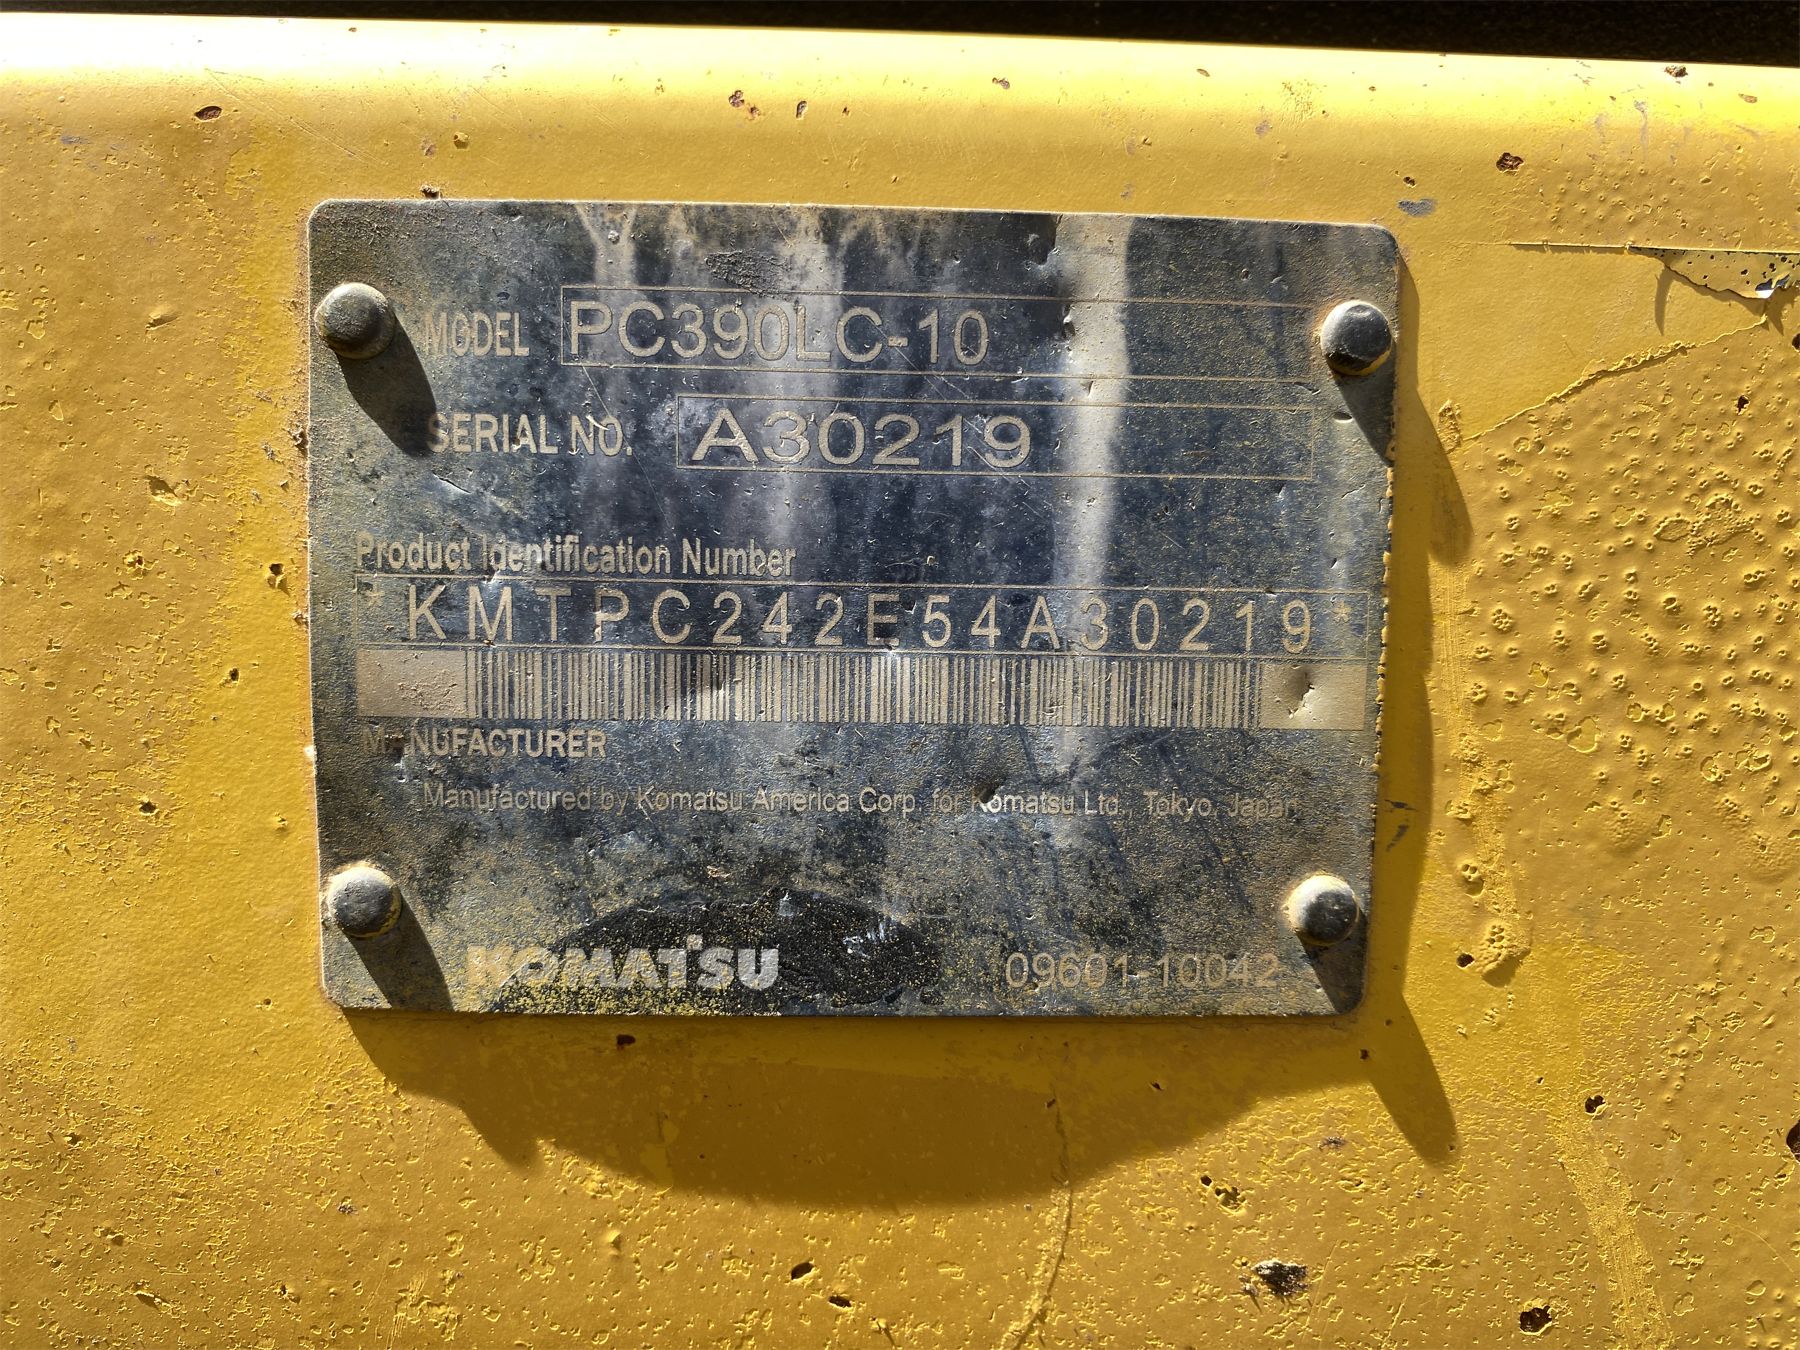 MODEL PC390LC-10
SERIAL NO. A30219
Product Identification Number
*KMTPC242E54A30219*
MANUFACTURER
Manufactured by Komatsu America Corp. for Komatsu Ltd., Tokyo, Japan
KOMATSU 09601-10042